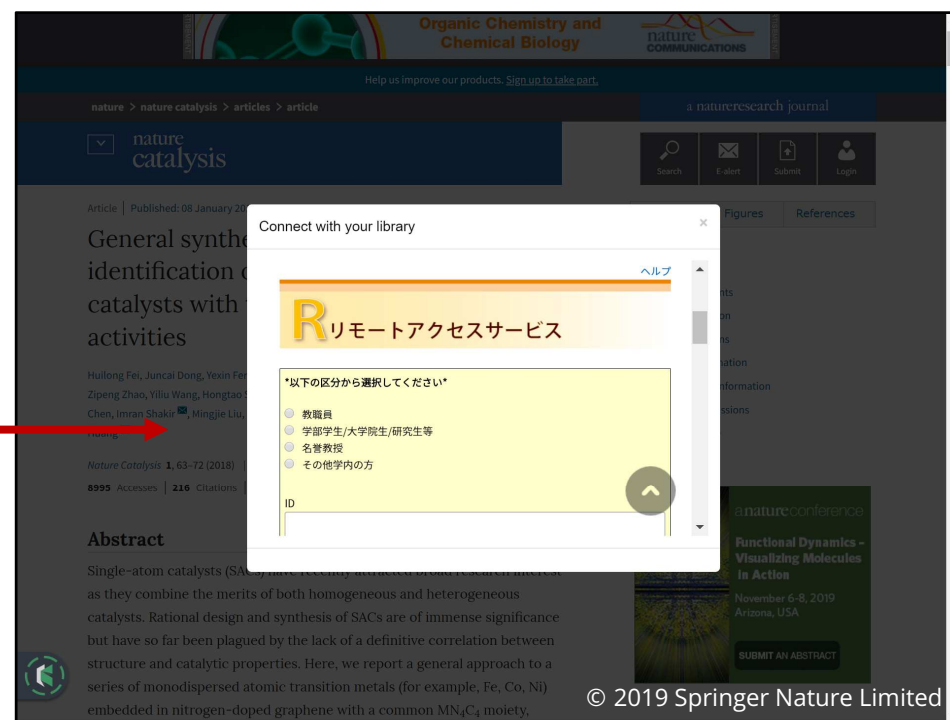 Organic Chemistry and
Chemical Biology
nature
COMMUNICATIONS
Help us improve our products. Sign up to take part.
nature > nature catalysis > articles > article
a natureresearch journal
nature
catalysis
Search
E-alert
Submit
Login
Article | Published: 08 January 20
General synthe
identification
catalysts with
activities
Huilong Fei, Juncai Dong, Yexin Fen
Zipeng Zhao, Yiliu Wang, Hongtao
Chen, Imran Shakir, Mingjie Liu,
Huang
Nature Catalysis 1, 63–72 (2018) |
8995 Accesses | 216 Citations |
Figures
References
Connect with your library
×
ヘルプ
Rリモートアクセスサービス
*以下の区分から選択してください*
教職員
学部学生/大学院生/研究生等
名誉教授
その他学内の方
ID
Abstract
Single-atom catalysts (SACs) have recently attracted broad research interest
as they combine the merits of both homogeneous and heterogeneous
catalysts. Rational design and synthesis of SACs are of immense significance
but have so far been plagued by the lack of a definitive correlation between
structure and catalytic properties. Here, we report a general approach to a
series of monodispersed atomic transition metals (for example, Fe, Co, Ni)
embedded in nitrogen-doped graphene with a common MN₄C₄ moiety,
a natureconference
Functional Dynamics –
Visualizing Molecules
in Action
November 6-8, 2019
Arizona, USA
SUBMIT AN ABSTRACT
© 2019 Springer Nature Limited